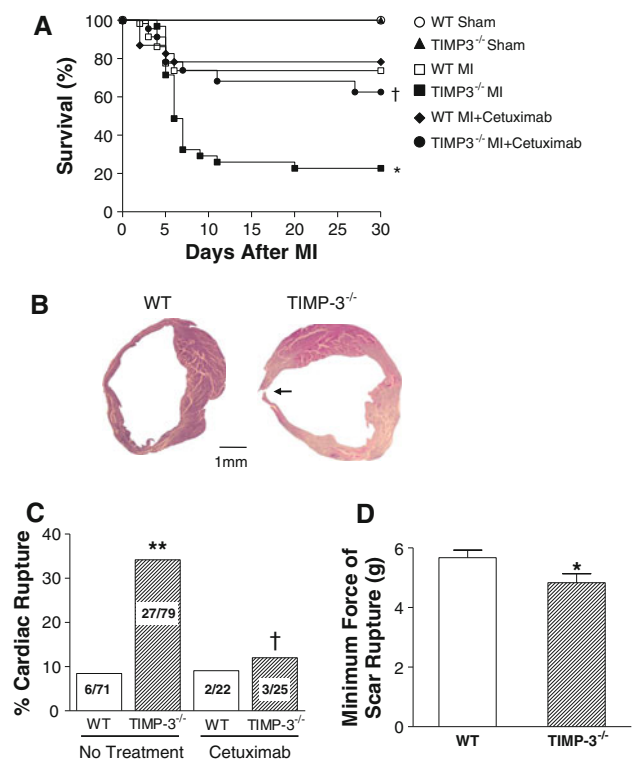 A
Survival (%)
100
80
60
40
20
0
†
*
0
5
10
15
20
25
30
Days After MI
WT Sham
TIMP3-/- Sham
WT MI
TIMP3-/- MI
WT MI+Cetuximab
TIMP3-/- MI+Cetuximab
B
WT
TIMP-3-/-
1mm
C
% Cardiac Rupture
40
30
20
10
0
**
27/79
6/71
†
2/22
3/25
WT
TIMP-3-/-
WT
TIMP-3-/-
No Treatment
Cetuximab
D
Minimum Force of
Scar Rupture (g)
6
4
2
0
*
WT
TIMP-3-/-